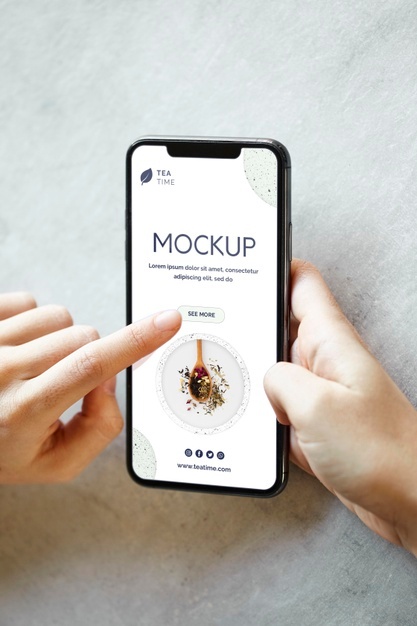 TEA
TIME
MOCKUP
Lorem ipsum dolor sit amet, consectetur
adipiscing elit, sed do
SEE MORE
www.teatime.com